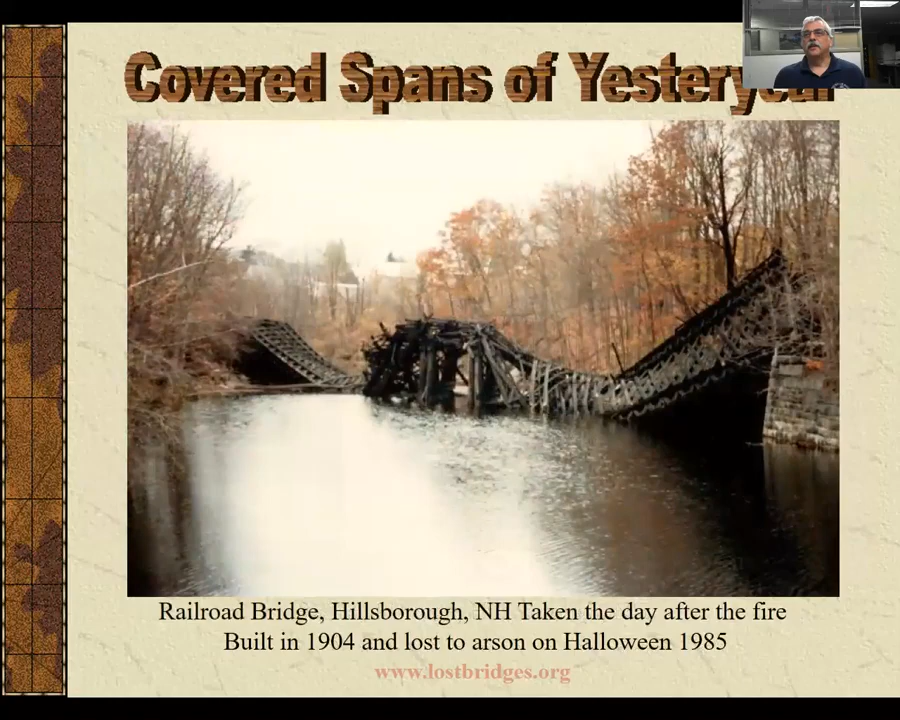 Covered Spans of Yesteryear
Railroad Bridge, Hillsborough, NH Taken the day after the fire
Built in 1904 and lost to arson on Halloween 1985
www.lostbridges.org